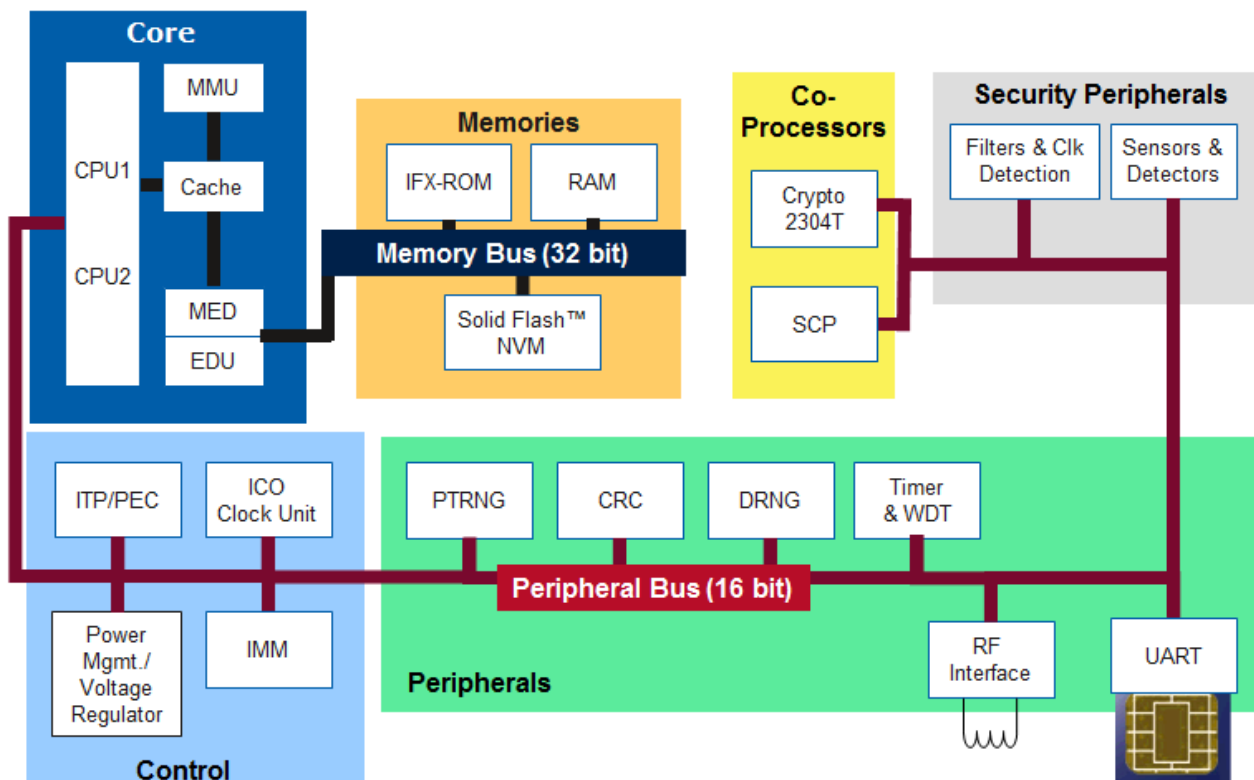 Core
MMU
CPU1
Cache
CPU2
MED
EDU
Memories
IFX-ROM
RAM
Memory Bus (32 bit)
Solid Flash™
NVM
Co-
Processors
Crypto
2304T
SCP
Security Peripherals
Filters & Clk
Detection
Sensors &
Detectors
ITP/PEC
ICO
Clock Unit
Power
Mgmt./
Voltage
Regulator
IMM
Control
PTRNG
CRC
DRNG
Timer
& WDT
Peripheral Bus (16 bit)
Peripherals
RF
Interface
UART